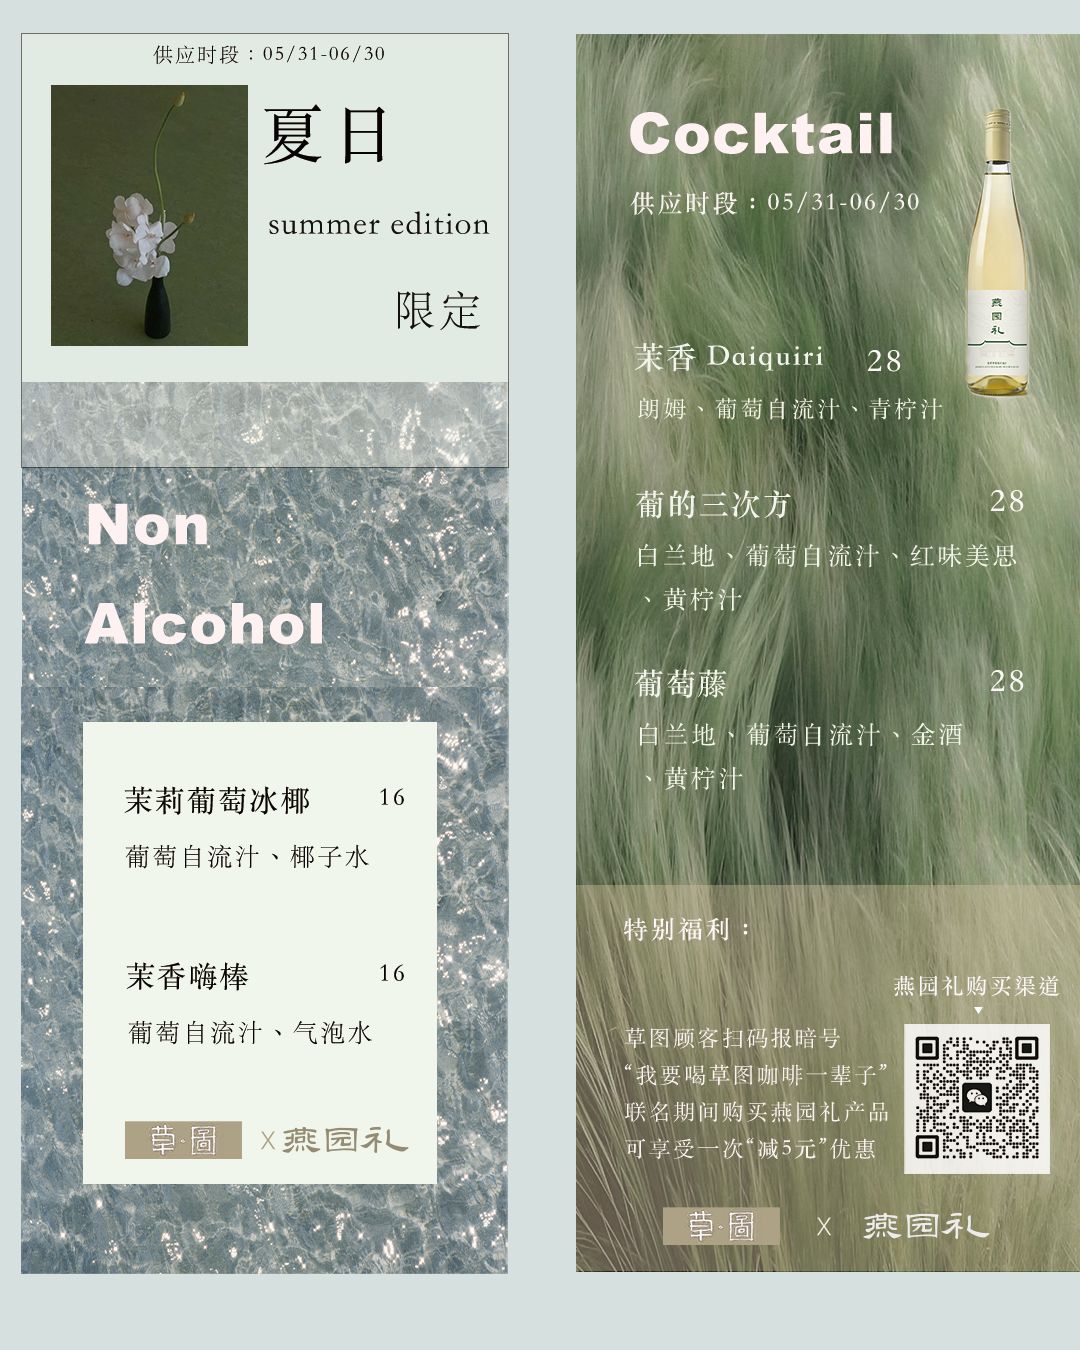 供应时段：05/31-06/30
夏日
summer edition
限定
Non
Alcohol
茉莉葡萄冰椰 16
葡萄自流汁、椰子水
茉香嗨棒 16
葡萄自流汁、气泡水
草·圖 X 燕园礼
Cocktail
供应时段：05/31-06/30
燕
园
礼
茉香 Daiquiri 28
朗姆、葡萄自流汁、青柠汁
葡的三次方 28
白兰地、葡萄自流汁、红味美思
、黄柠汁
葡萄藤 28
白兰地、葡萄自流汁、金酒
、黄柠汁
特别福利：
燕园礼购买渠道
草图顾客扫码报暗号
“我要喝草图咖啡一辈子”
联名期间购买燕园礼产品
可享受一次“减5元”优惠
草·圖 X 燕园礼